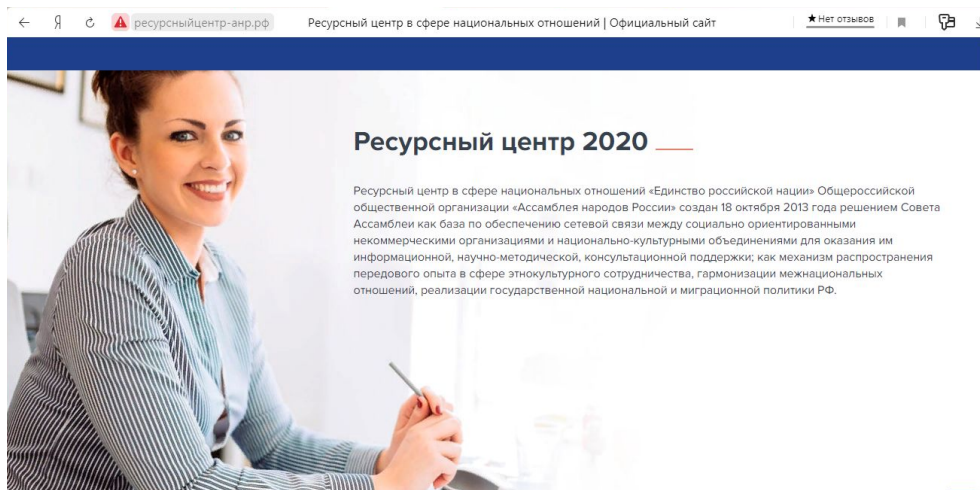 Я ресурсныйцентр-анр.рф Ресурсный центр в сфере национальных отношений | Официальный сайт ★ Нет отзывов
Ресурсный центр 2020
Ресурсный центр в сфере национальных отношений «Единство российской нации» Общероссийской
общественной организации «Ассамблея народов России» создан 18 октября 2013 года решением Совета
Ассамблеи как база по обеспечению сетевой связи между социально ориентированными
некоммерческими организациями и национально-культурными объединениями для оказания им
информационной, научно-методической, консультационной поддержки; как механизм распространения
передового опыта в сфере этнокультурного сотрудничества, гармонизации межнациональных
отношений, реализации государственной национальной и миграционной политики РФ.